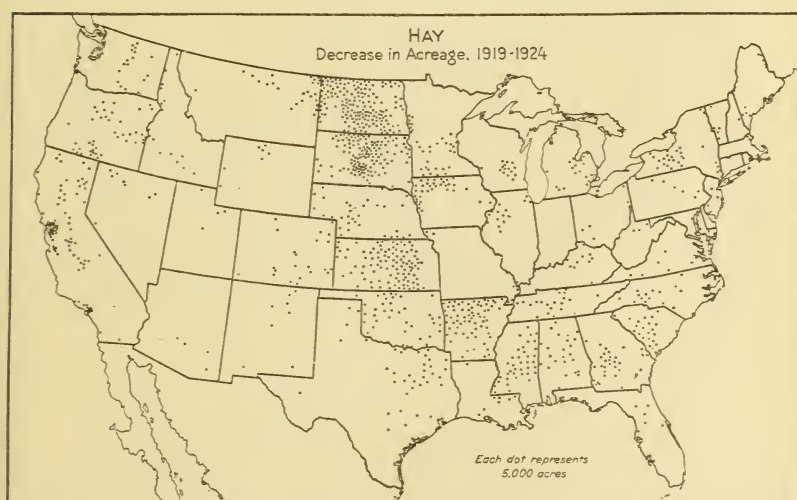 HAY
Decrease in Acreage, 1919-1924
Each dot represents
5,000 acres